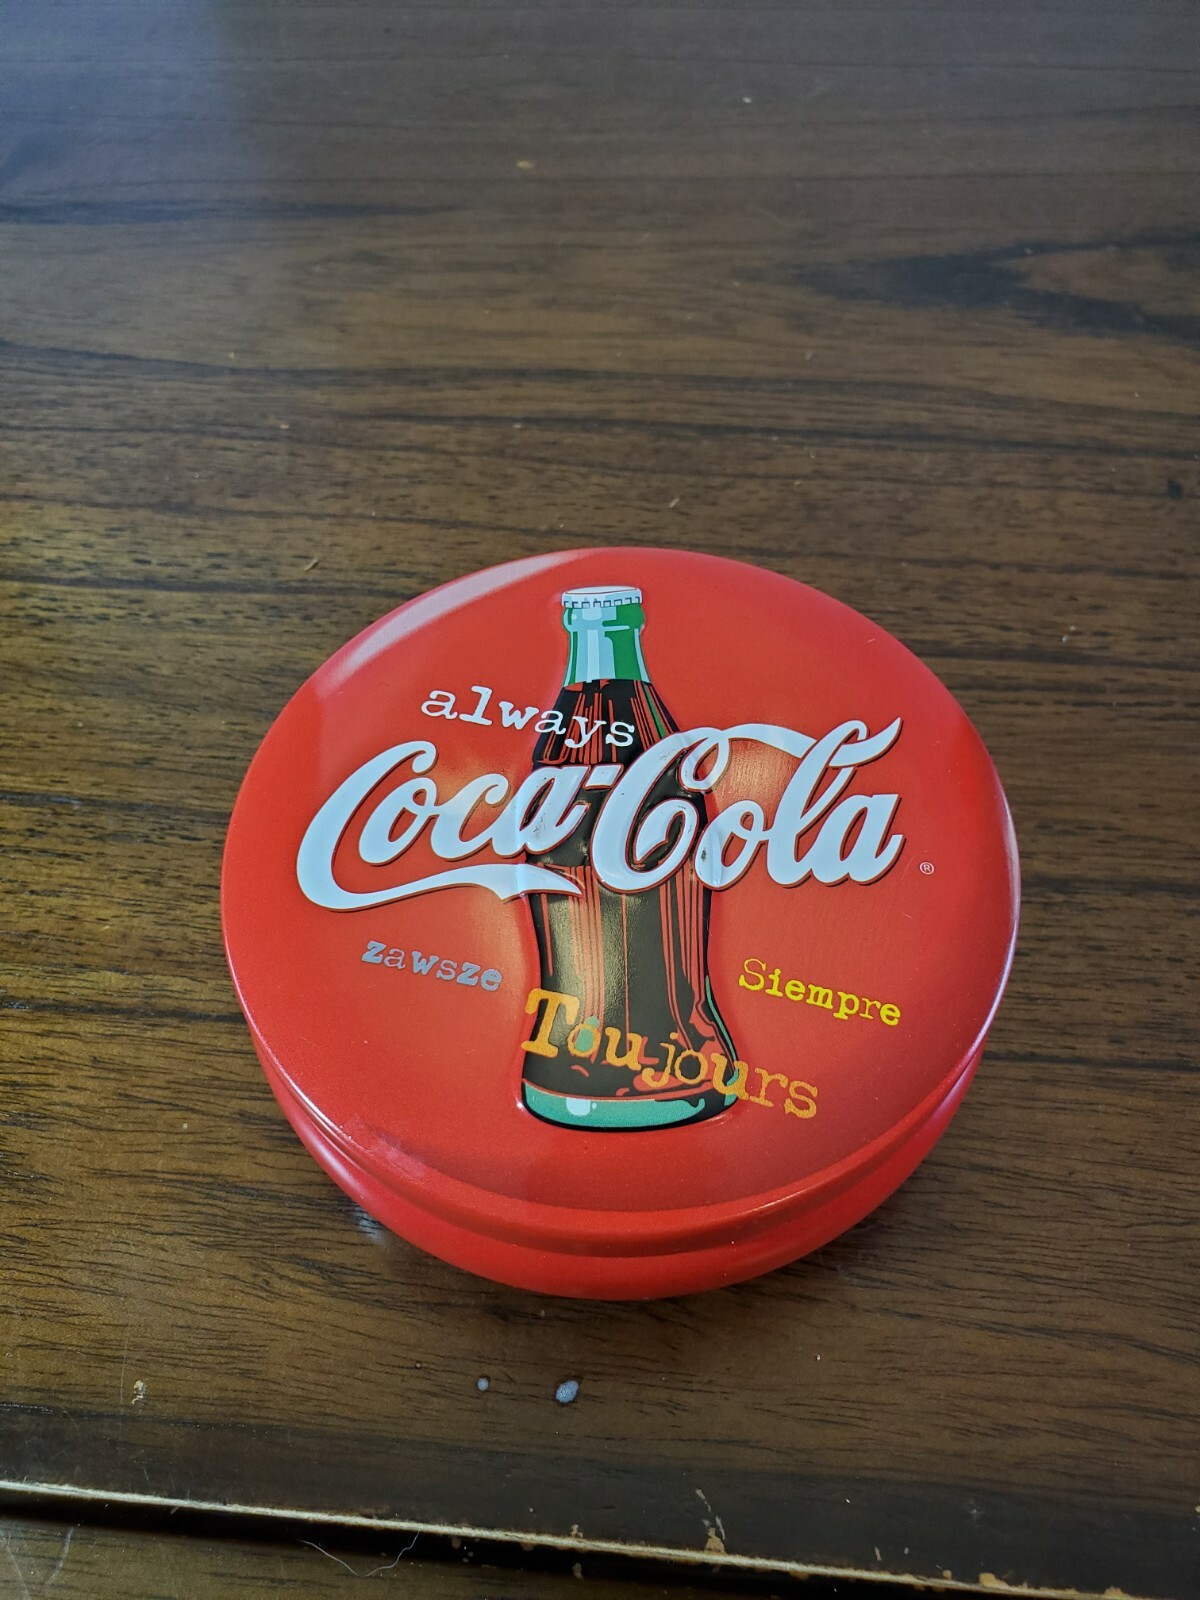 always
Coca-Cola ®
zawsze
Siempre
Toujours